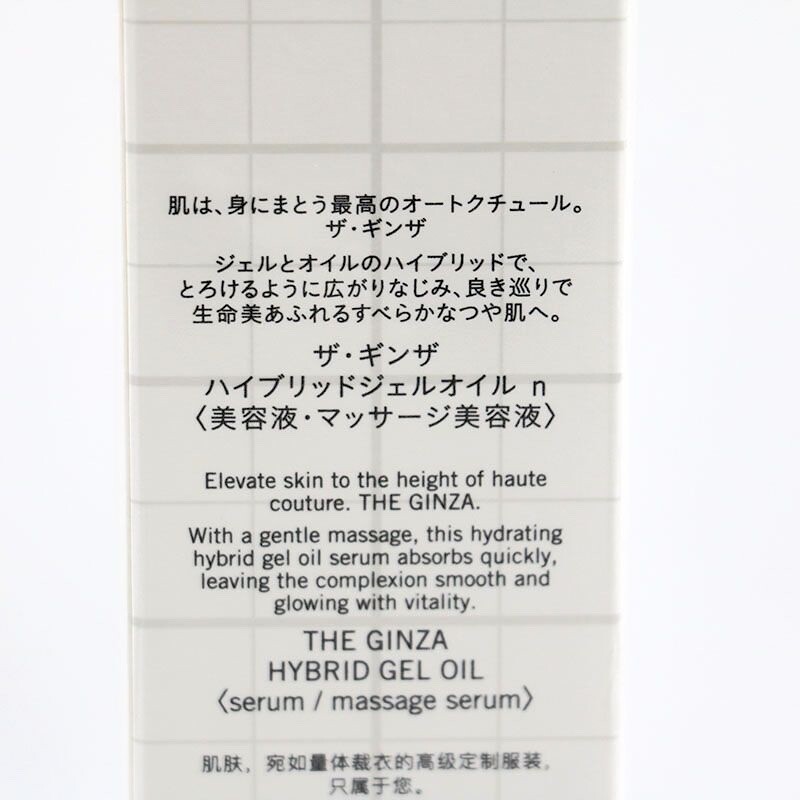 肌は、身にまとう最高のオートクチュール。
ザ・ギンザ
ジェルとオイルのハイブリッドで、
とろけるように広がりなじみ、良き巡りで
生命美あふれるすべらかなつや肌へ。
ザ・ギンザ
ハイブリッドジェルオイル n
〈美容液・マッサージ美容液〉
Elevate skin to the height of haute
couture. THE GINZA.
With a gentle massage, this hydrating
hybrid gel oil serum absorbs quickly,
leaving the complexion smooth and
glowing with vitality.
THE GINZA
HYBRID GEL OIL
〈serum / massage serum〉
肌肤，宛如量体裁衣的高级定制服装，
只属于您。